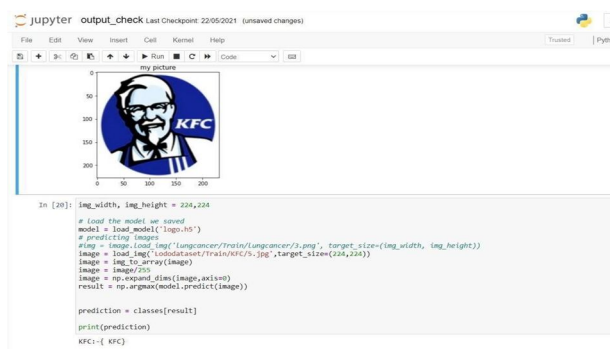 jupyter output_check Last Checkpoint: 22/05/2021 (unsaved changes)
File Edit View Insert Cell Kernel Help Trusted Pyth
Run Code
my picture
0
50
100
150
200
KFC
0 50 100 150 200
In [20]: img_width, img_height = 224,224
# load the model we saved
model = load_model('logo.h5')
# predicting images
#img = image.load_img('Lungcancer/Train/lungcancer/3.png', target_size=(img_width, img_height))
image = load_img('Lododataset/Train/KFC/5.jpg',target_size=(224,224))
image = img_to_array(image)
image = image/255
image = np.expand_dims(image,axis=0)
result = np.argmax(model.predict(image))
prediction = classes[result]
print(prediction)
KFC:-{ KFC}